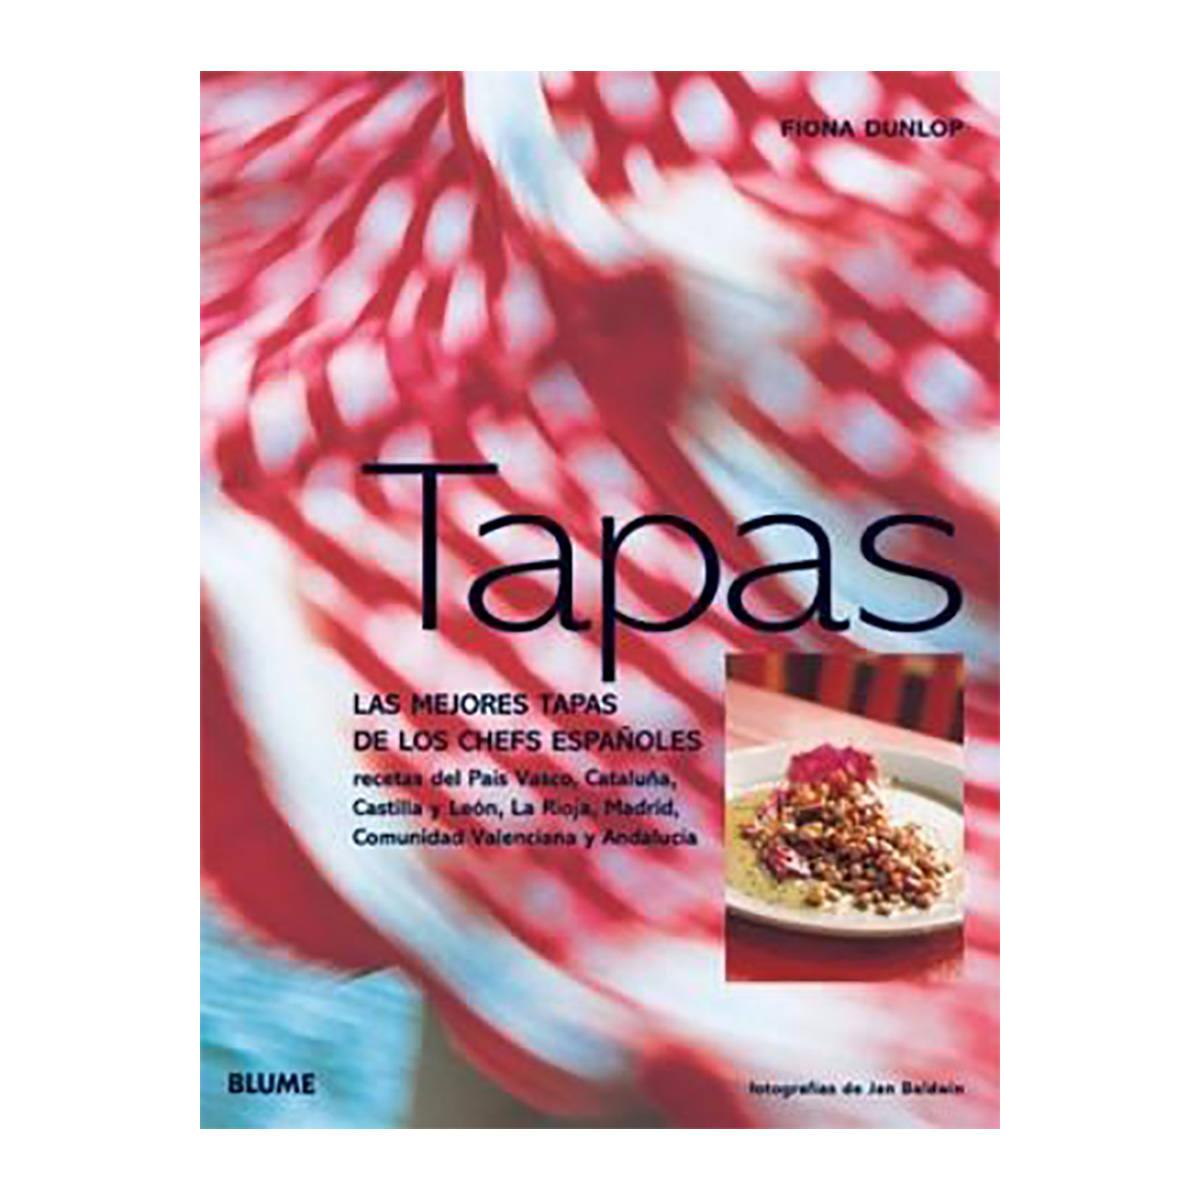 FIONA DUNLOP
Tapas
LAS MEJORES TAPAS
DE LOS CHEFS ESPAÑOLES
recetas del País Vasco, Cataluña,
Castilla y León, La Rioja, Madrid,
Comunidad Valenciana y Andalucía
BLUME
fotografías de Jan Baldwin